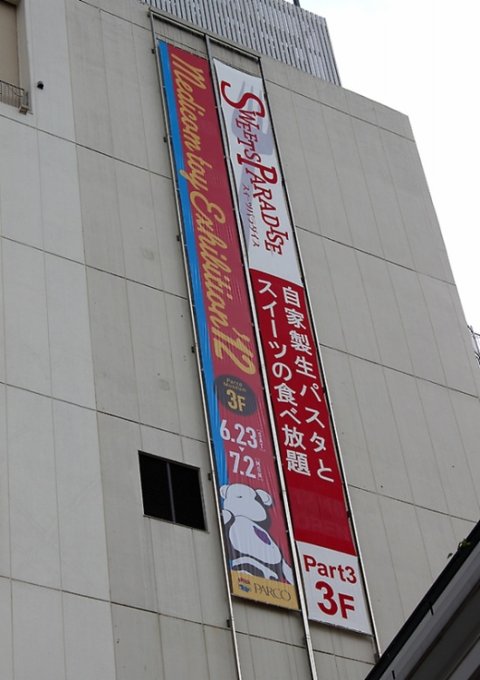 Medicom toy Exhibition '12
Parco
Museum
3F
6.23
7.2
PARCO
SWEETS PARADISE
スイーツパラダイス
自家製生パスタと
スイーツの食べ放題
Part3
3F